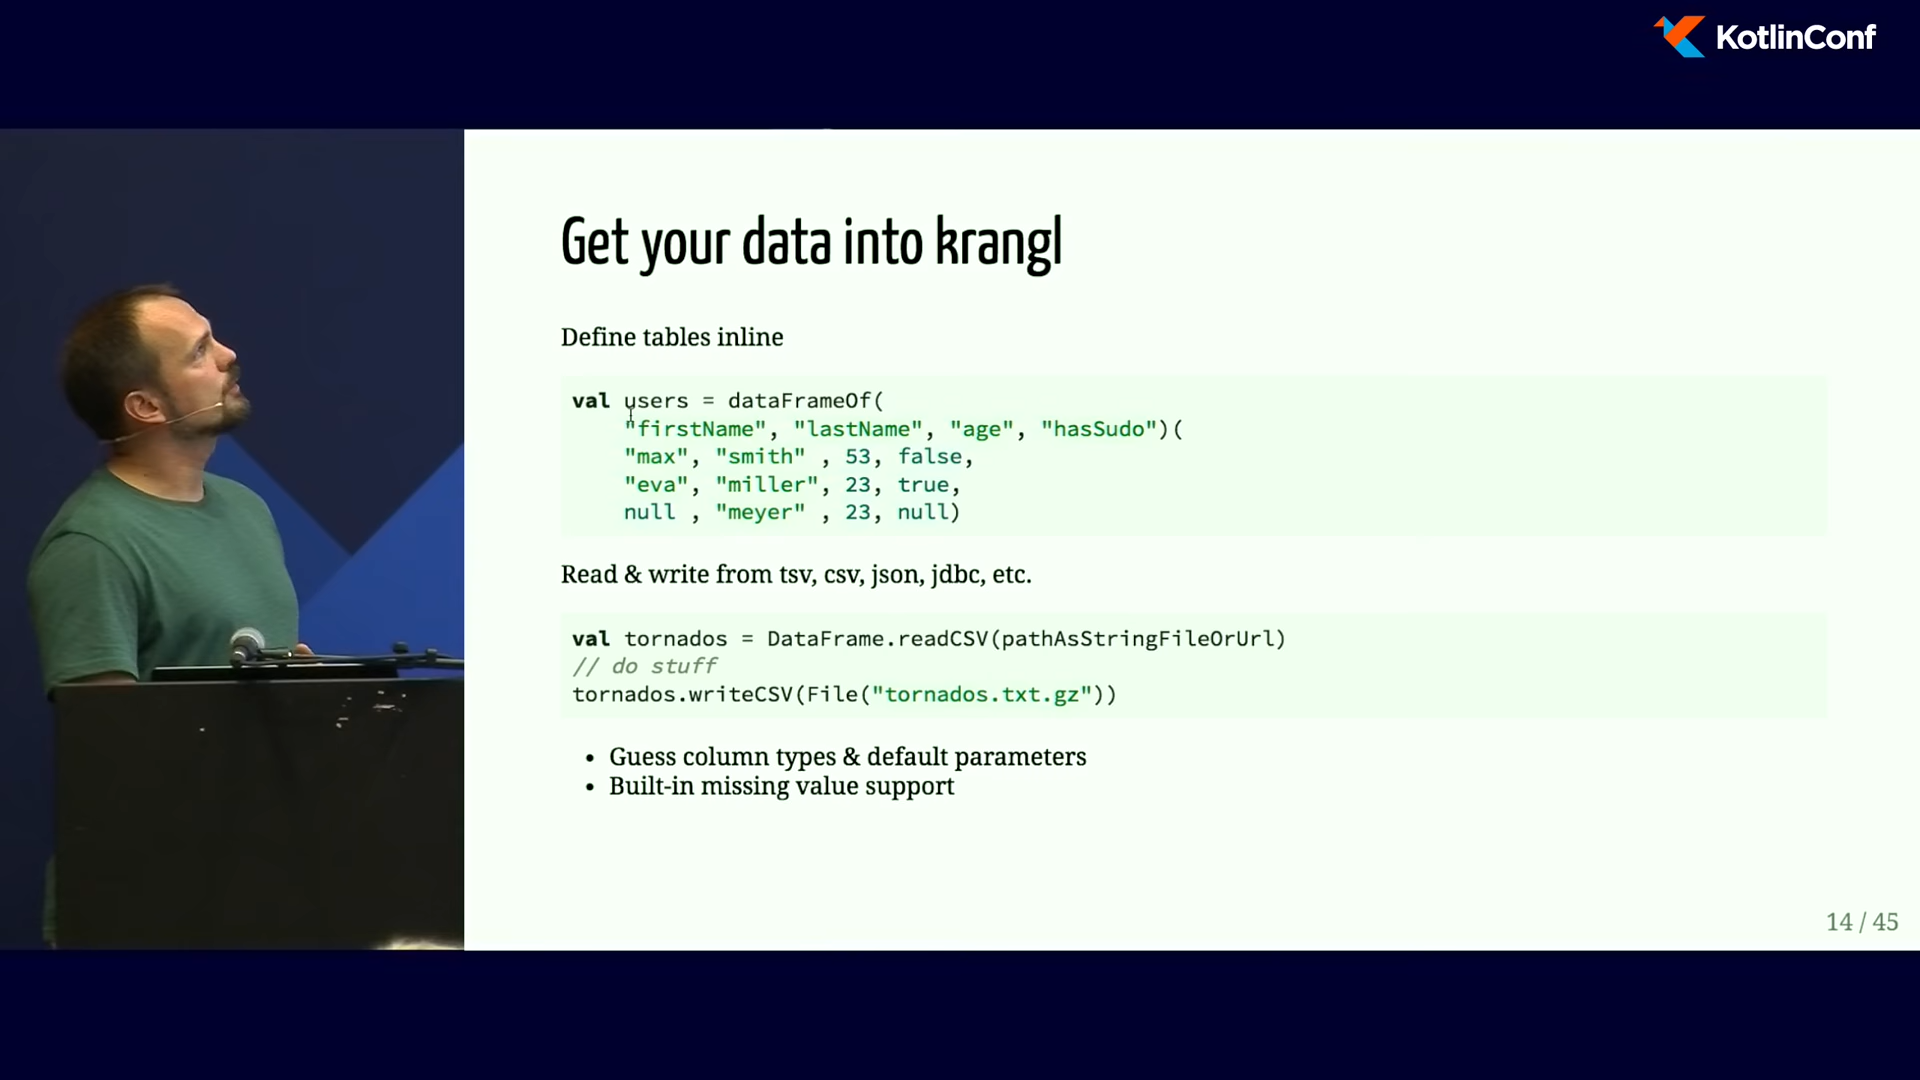 KotlinConf
Get your data into krangl
Define tables inline
val users = dataFrameOf(
"firstName", "lastName", "age", "hasSudo")(
"max", "smith" , 53, false,
"eva", "miller", 23, true,
null , "meyer" , 23, null)
Read & write from tsv, csv, json, jdbc, etc.
val tornados = DataFrame.readCSV(pathAsStringFileOrUrl)
// do stuff
tornados.writeCSV(File("tornados.txt.gz"))
• Guess column types & default parameters
• Built-in missing value support
14 / 45